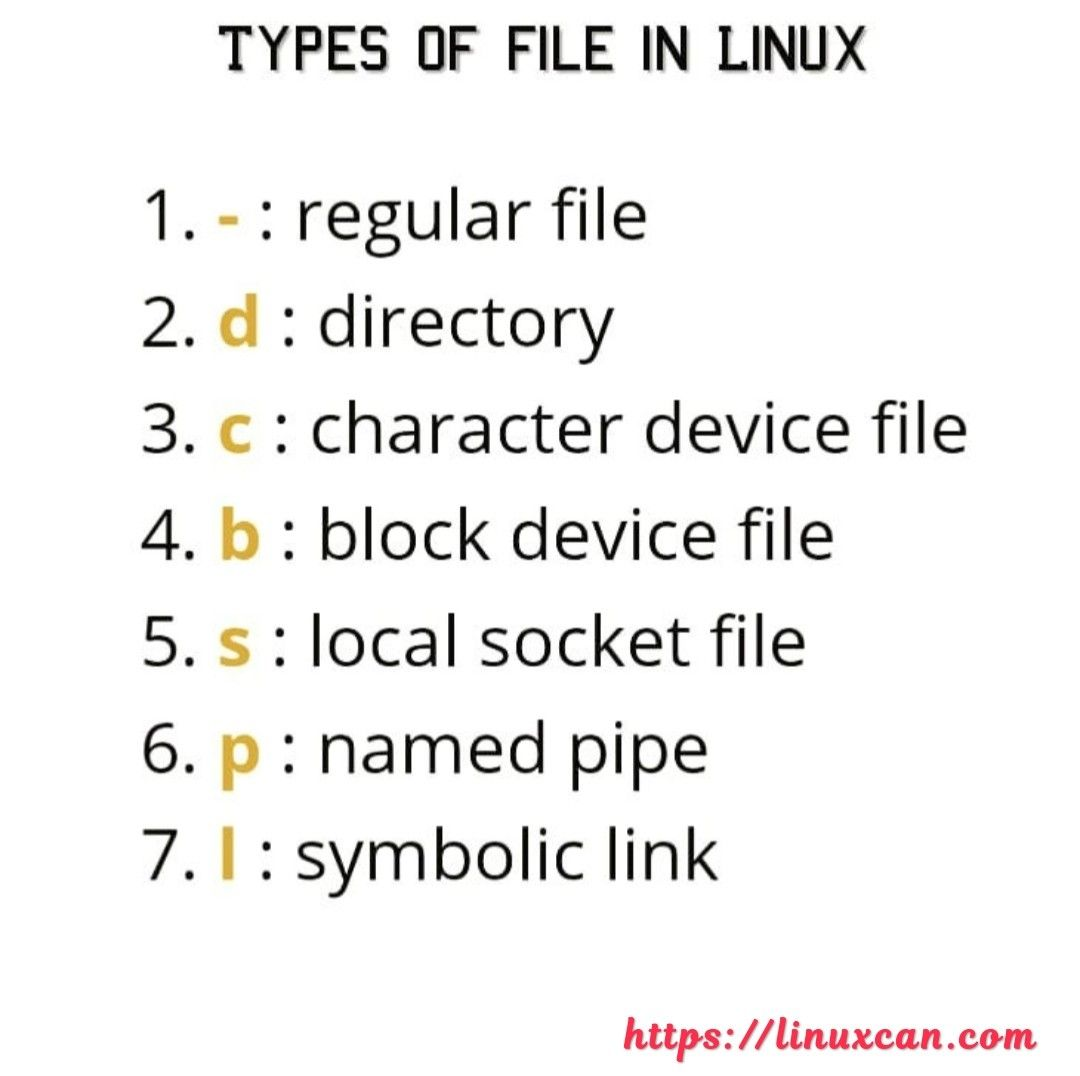 TYPES OF FILE IN LINUX
1. - : regular file
2. d : directory
3. c : character device file
4. b : block device file
5. s : local socket file
6. p : named pipe
7. l : symbolic link
https://linuxcan.com